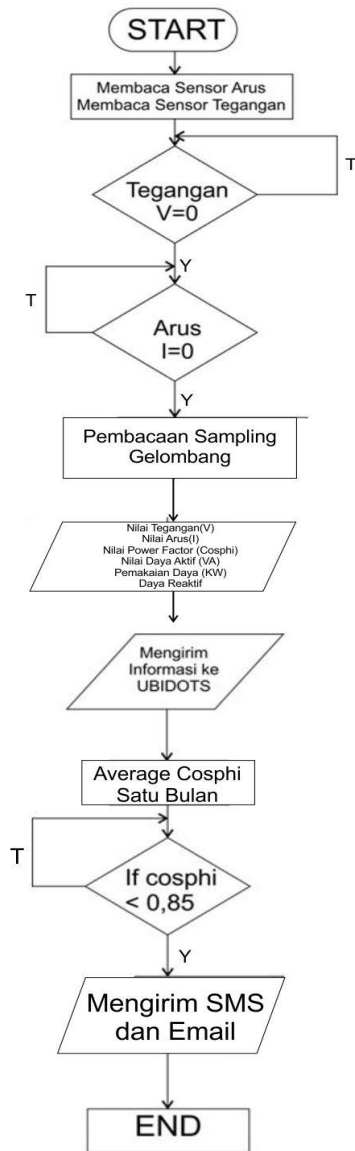 START
Membaca Sensor Arus
Membaca Sensor Tegangan
T
Tegangan
V=0
Y
T
Arus
I=0
Y
Pembacaan Sampling
Gelombang
Nilai Tegangan(V)
Nilai Arus(I)
Nilai Power Factor (Cosphi)
Nilai Daya Aktif (VA)
Pemakaian Daya (KW)
Daya Reaktif
Mengirim
Informasi ke
UBIDOTS
Average Cosphi
Satu Bulan
T
If cosphi
< 0,85
Y
Mengirim SMS
dan Email
END